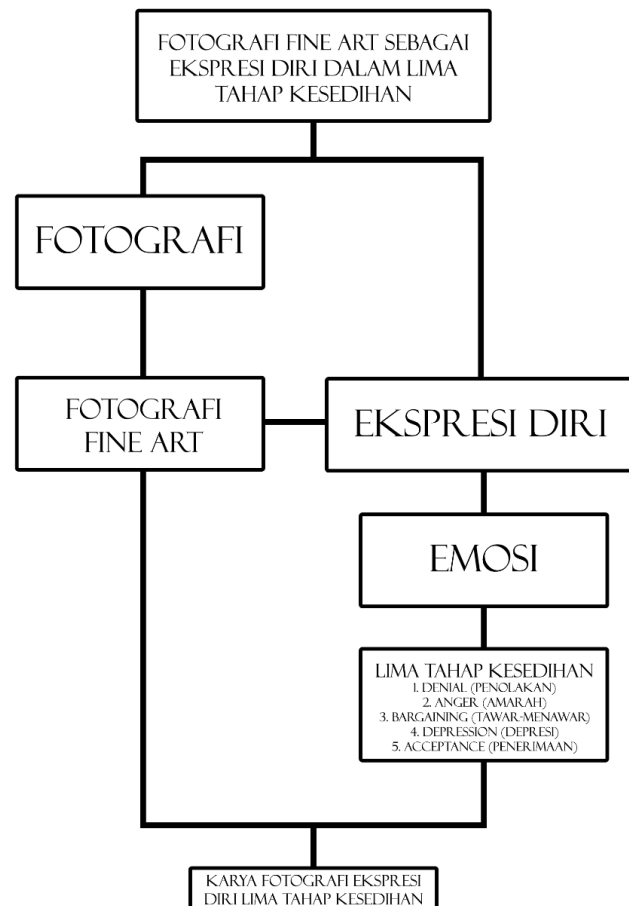 FOTOGRAFI FINE ART SEBAGAI
EKSPRESI DIRI DALAM LIMA
TAHAP KESEDIHAN
FOTOGRAFI
FOTOGRAFI
FINE ART
EKSPRESI DIRI
EMOSI
LIMA TAHAP KESEDIHAN
1. DENIAL (PENOLAKAN)
2. ANGER (AMARAH)
3. BARGAINING (TAWAR-MENAWAR)
4. DEPRESSION (DEPRESI)
5. ACCEPTANCE (PENERIMAAN)
KARYA FOTOGRAFI EKSPRESI
DIRI LIMA TAHAP KESEDIHAN